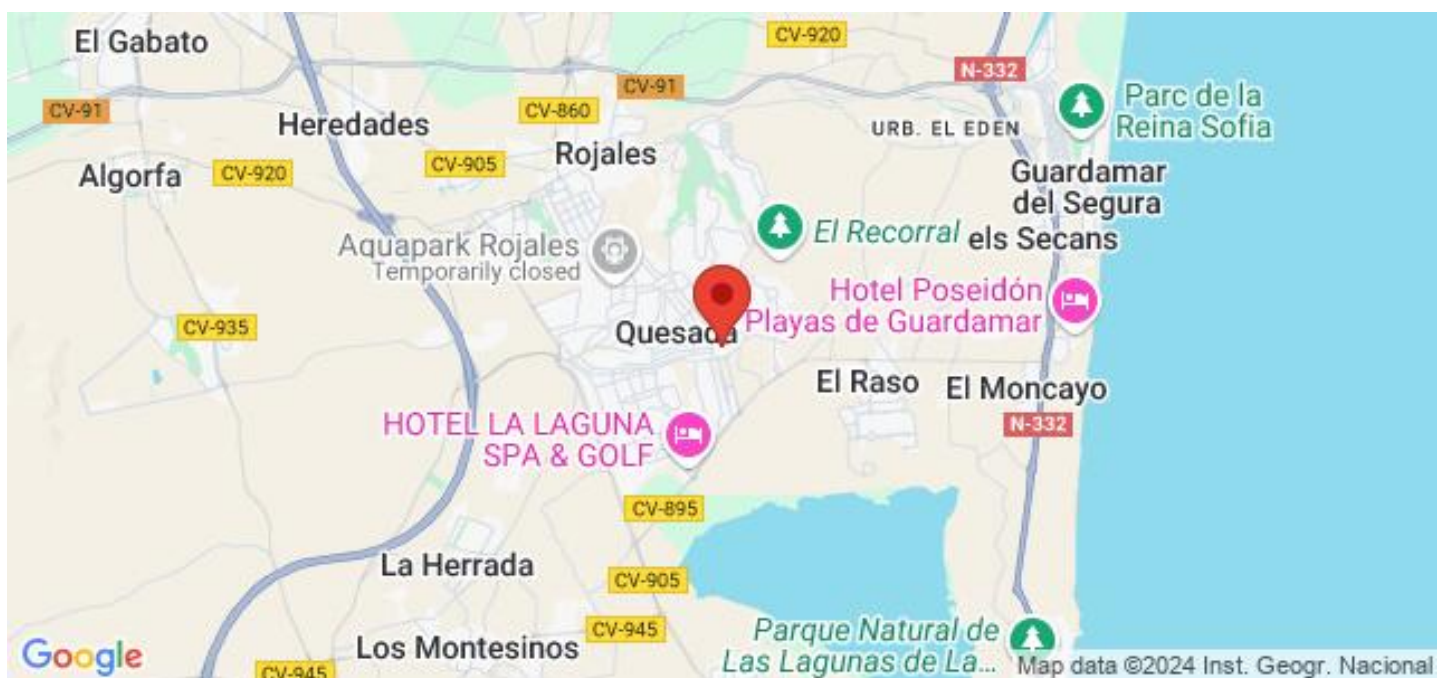 El Gabato
CV-920
N-332
CV-91
CV-91
CV-860
Parc de la
Reina Sofia
Heredades
URB. EL EDEN
Rojales
CV-905
Algorfa
CV-920
Guardamar
del Segura
El Recorral
els Secans
Aquapark Rojales
Temporarily closed
Hotel Poseidón
Playas de Guardamar
CV-935
Quesada
El Raso
El Moncayo
HOTEL LA LAGUNA
SPA & GOLF
N-332
CV-895
La Herrada
CV-905
CV-945
Parque Natural de
Las Lagunas de La...
Los Montesinos
Google
CV-945
Map data ©2024 Inst. Geogr. Nacional